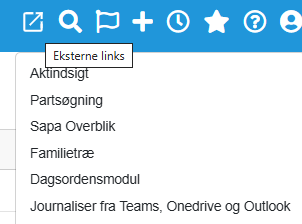 Eksterne links
Aktindsigt
Partsøgning
Sapa Overblik
Familietræ
Dagsordensmodul
Journaliser fra Teams, Onedrive og Outlook